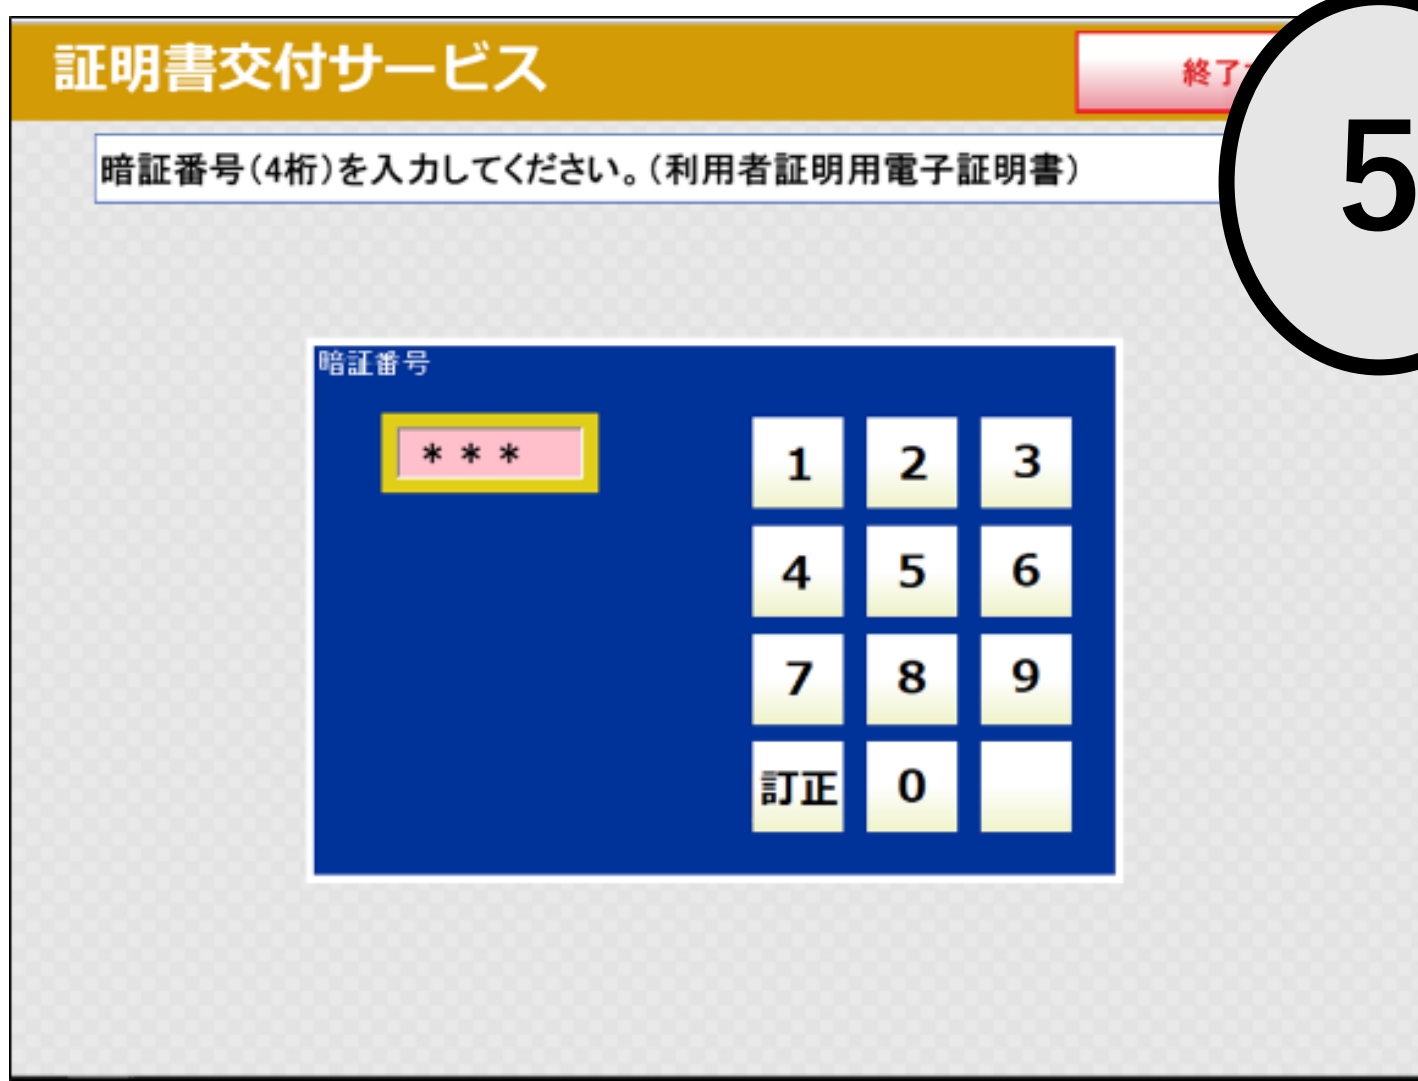 証明書交付サービス
終了
5
暗証番号(4桁)を入力してください。(利用者証明用電子証明書)
暗証番号
＊＊＊
1 2 3
4 5 6
7 8 9
訂正 0